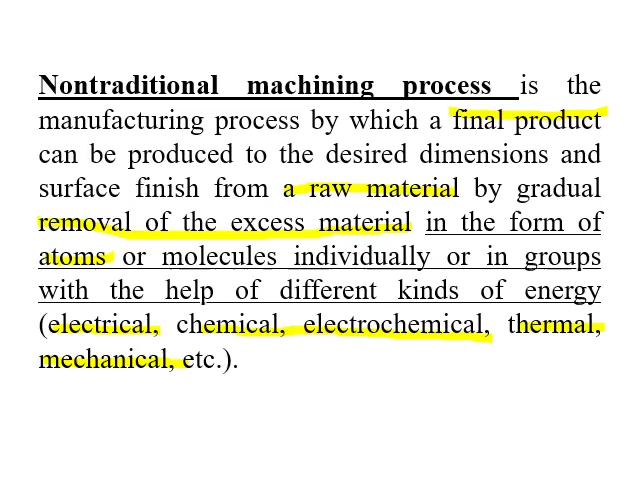 Nontraditional machining process is the
manufacturing process by which a final product
can be produced to the desired dimensions and
surface finish from a raw material by gradual
removal of the excess material in the form of
atoms or molecules individually or in groups
with the help of different kinds of energy
(electrical, chemical, electrochemical, thermal,
mechanical, etc.).